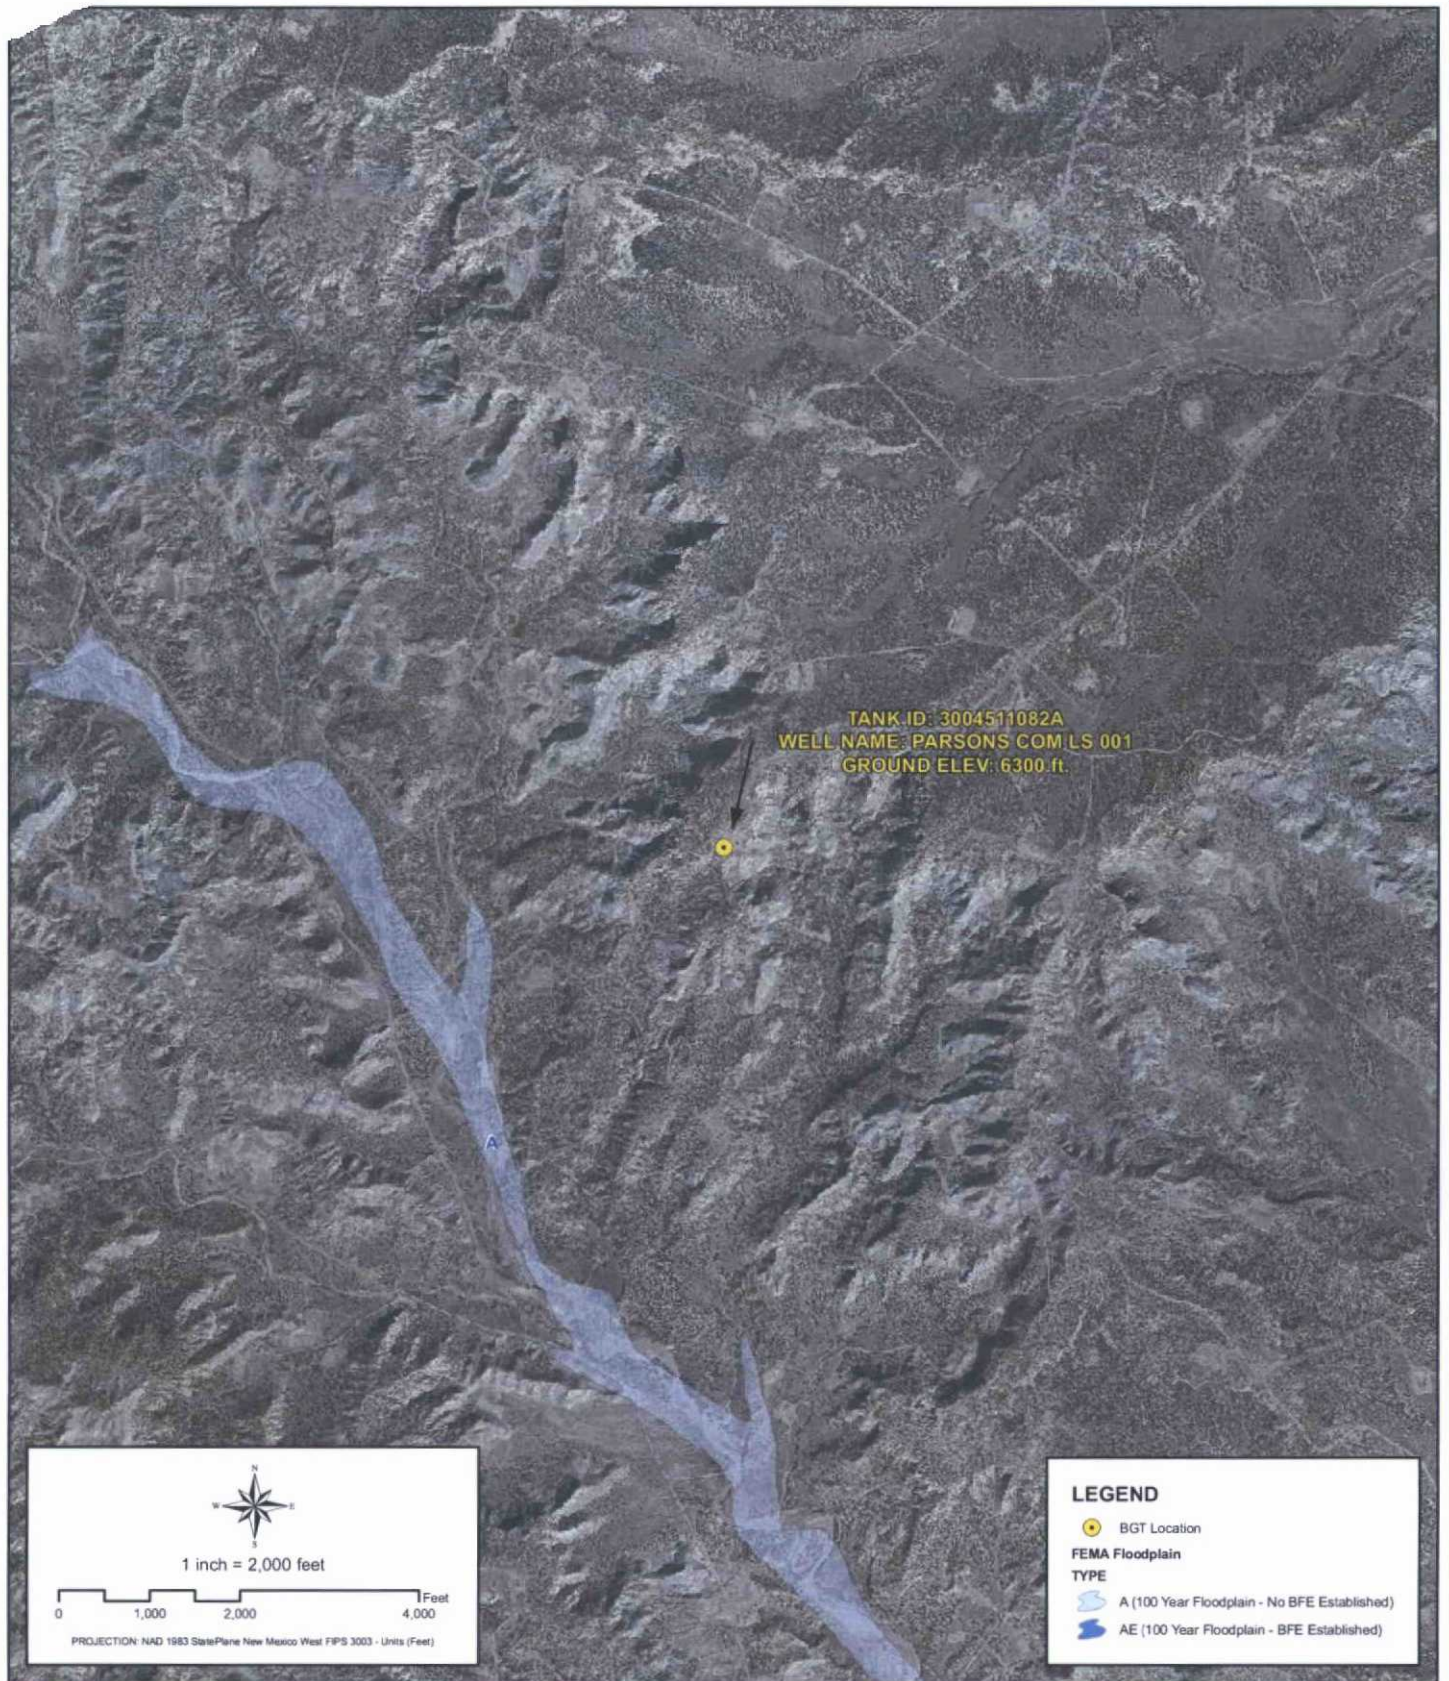 TANK ID: 3004511082A
WELL NAME: PARSONS COM LS 001
GROUND ELEV: 6300 ft.
A
N
W E
S
1 inch = 2,000 feet
Feet
0 1,000 2,000 4,000
PROJECTION: NAD 1983 StatePlane New Mexico West FIPS 3003 - Units (Feet)
LEGEND
BGT Location
FEMA Floodplain
TYPE
A (100 Year Floodplain - No BFE Established)
AE (100 Year Floodplain - BFE Established)